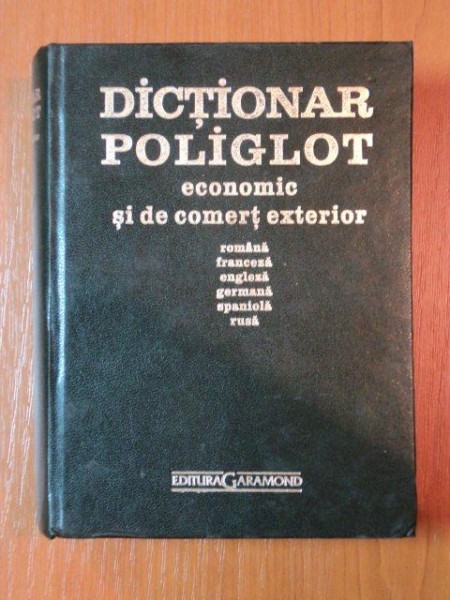 DICȚIONAR
POLIGLOT
economic
și de comerț exterior
română
franceză
engleză
germană
spaniolă
rusă
EDITURA GARAMOND